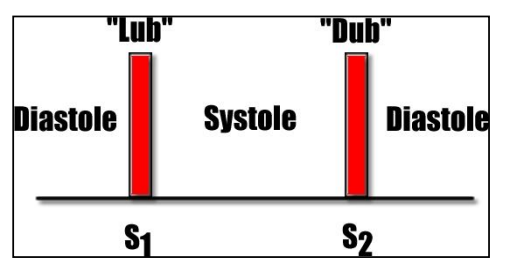 "Lub" "Dub"
Diastole Systole Diastole
S1 S2